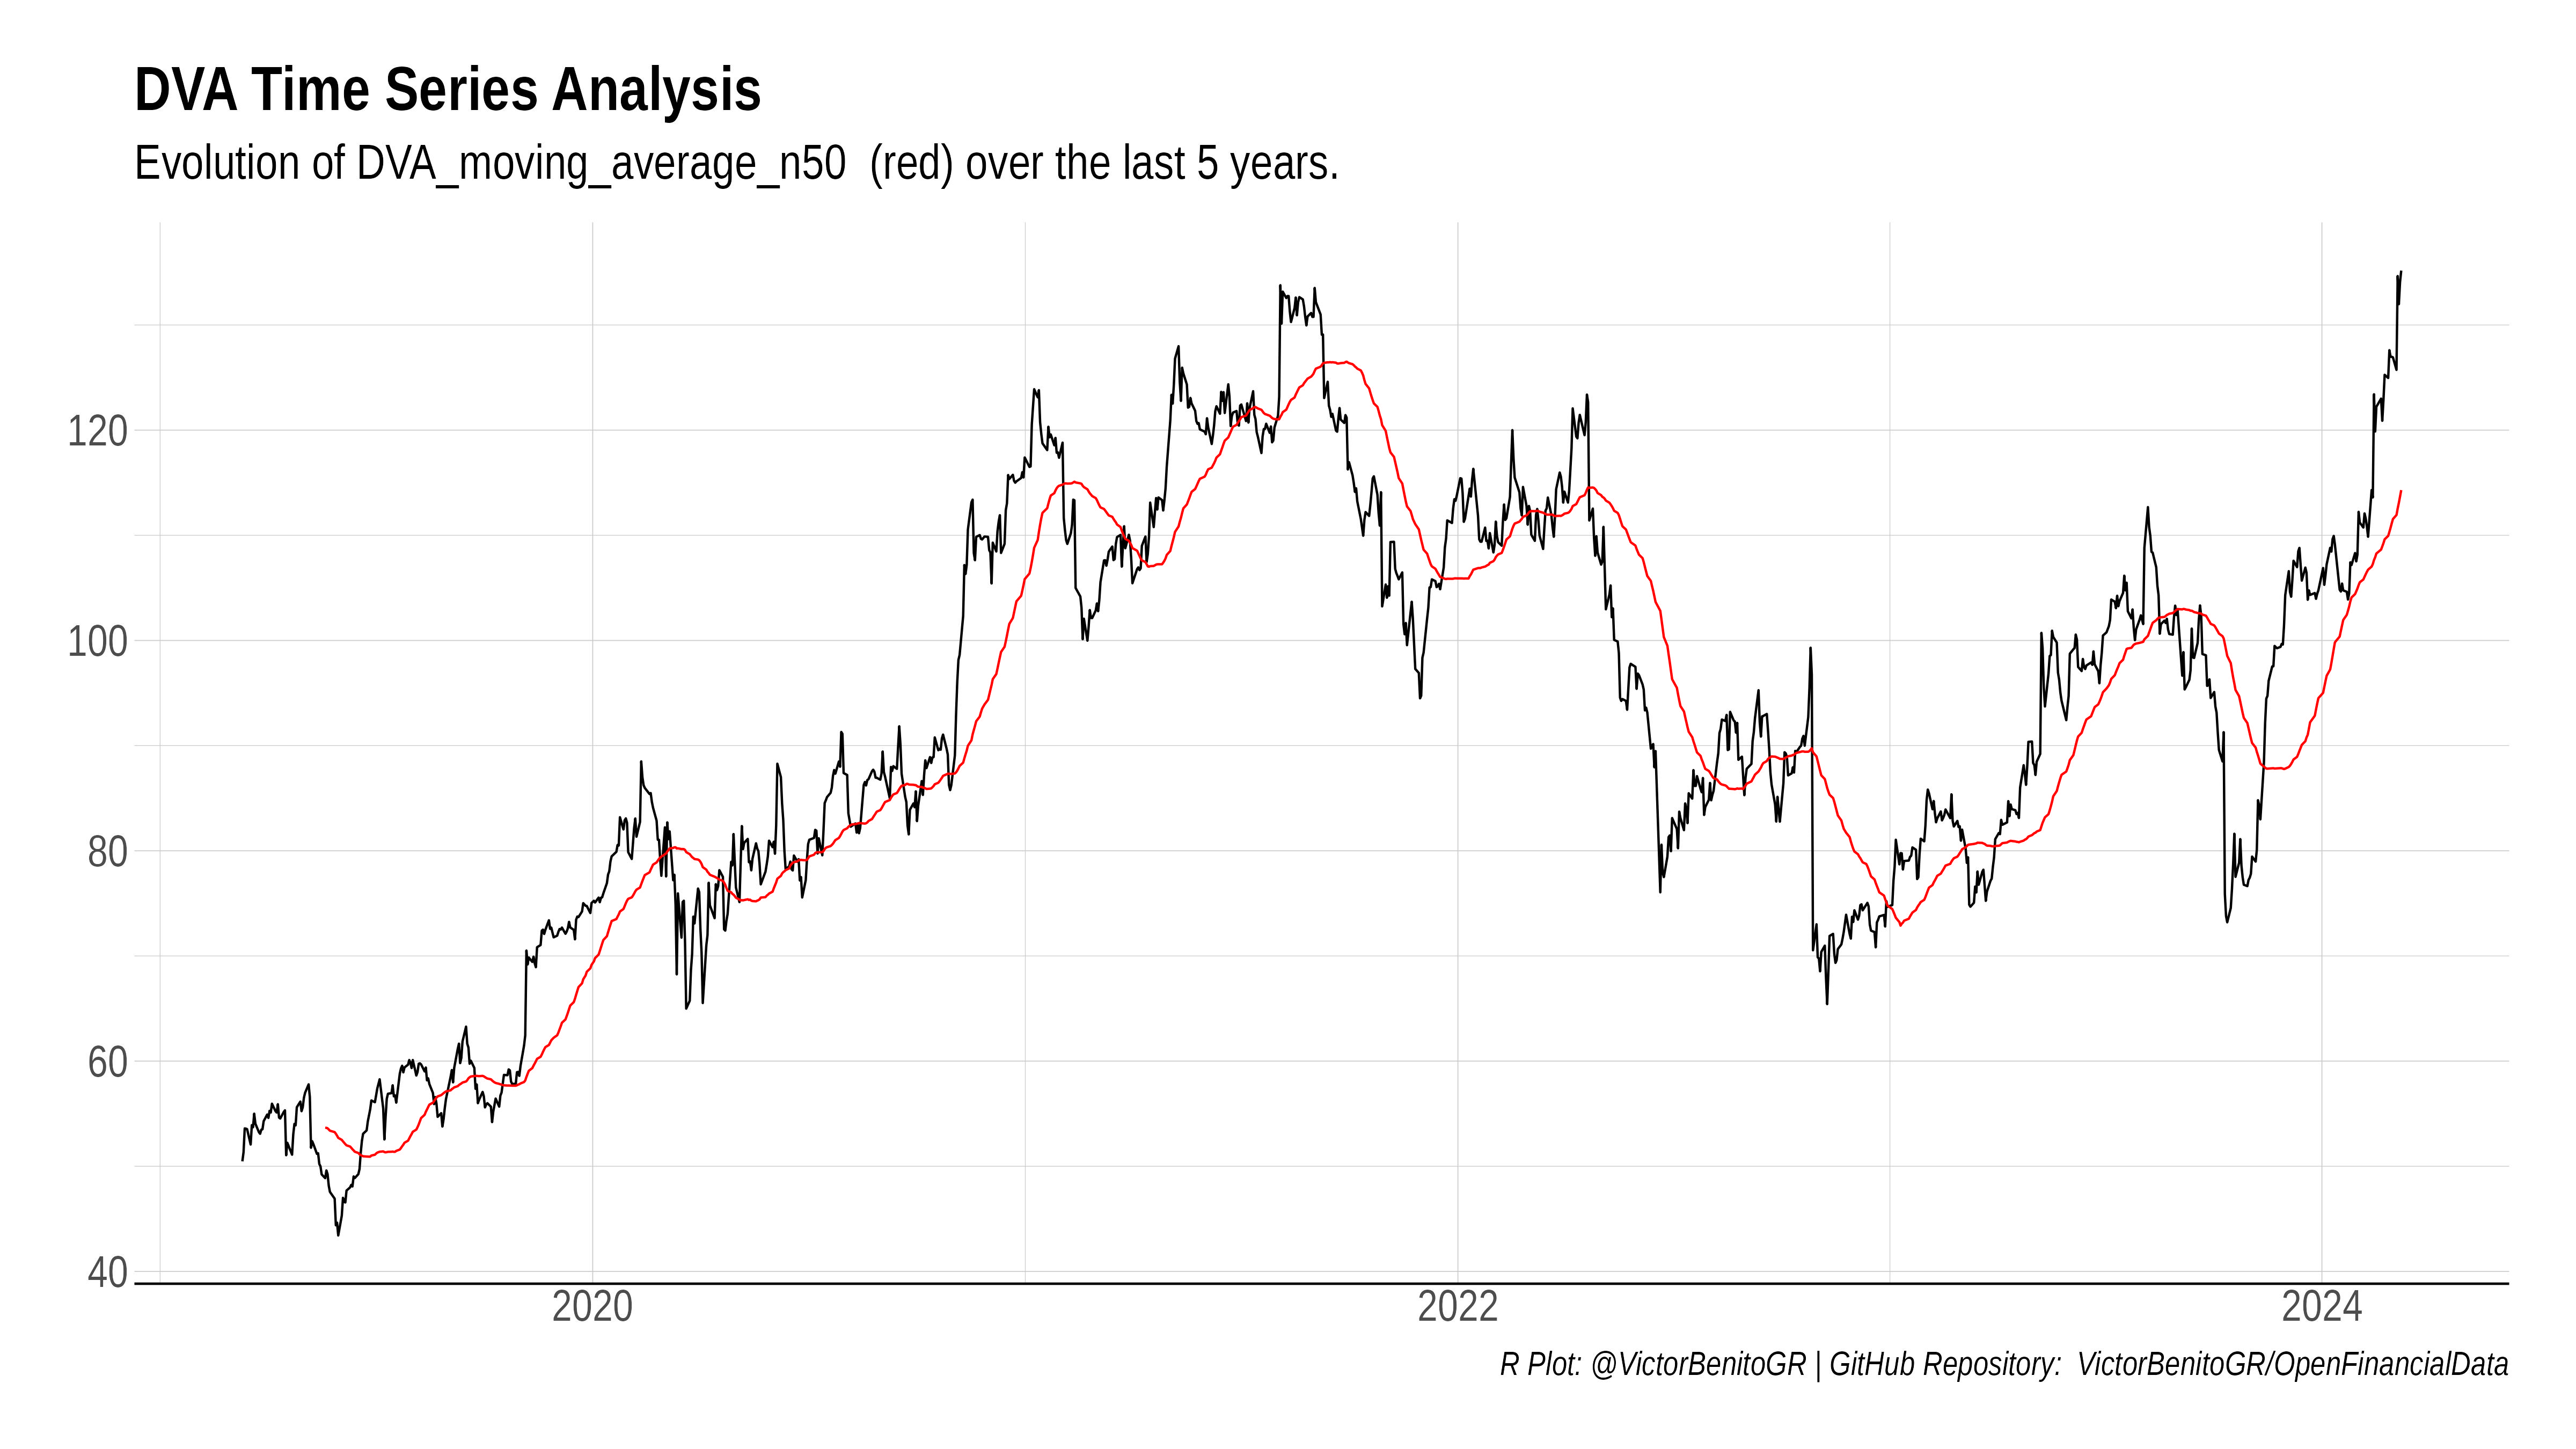 DVA Time Series Analysis
Evolution of DVA_moving_average_n50  (red) over the last 5 years.
120
100
80
60
40
2020 2022 2024
R Plot: @VictorBenitoGR | GitHub Repository:  VictorBenitoGR/OpenFinancialData